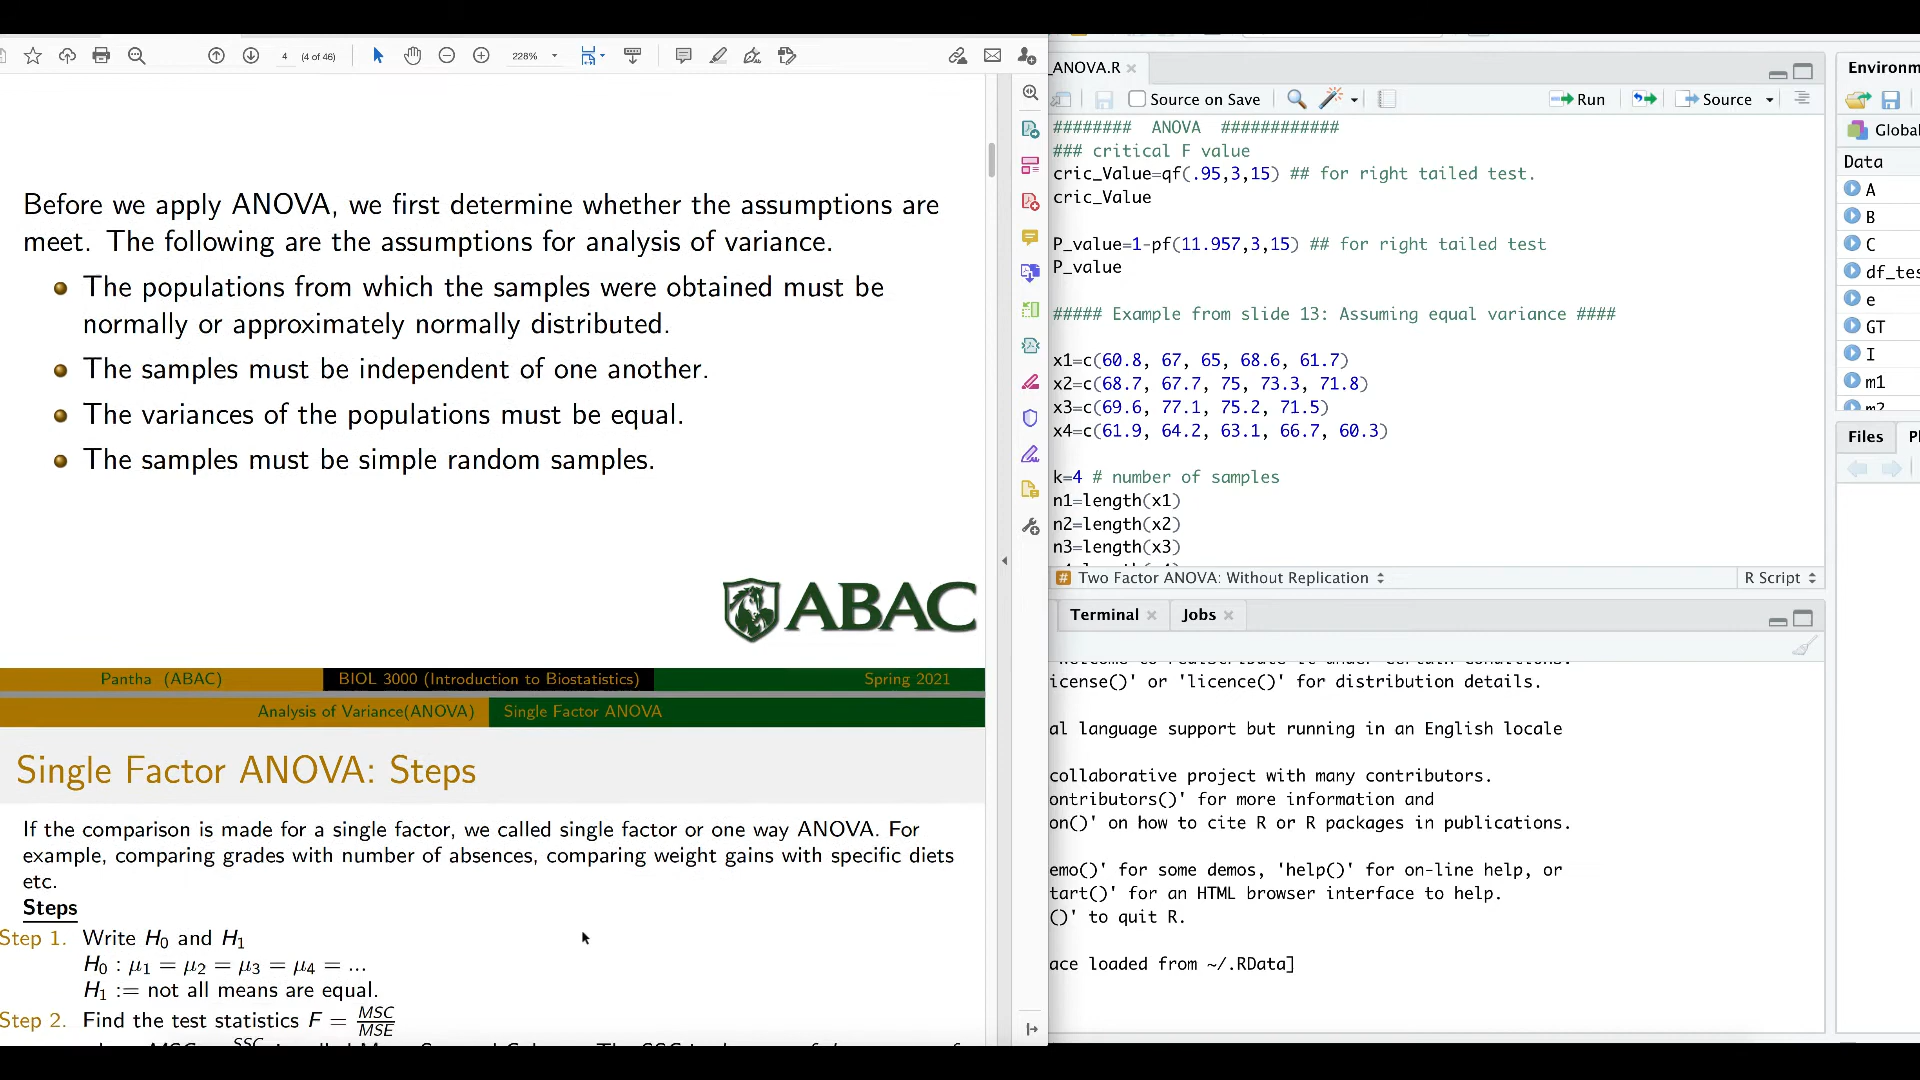 4 (4 of 46)
228%
Before we apply ANOVA, we first determine whether the assumptions are
meet. The following are the assumptions for analysis of variance.
The populations from which the samples were obtained must be
normally or approximately normally distributed.
The samples must be independent of one another.
The variances of the populations must be equal.
The samples must be simple random samples.
ABAC
Pantha (ABAC)
BIOL 3000 (Introduction to Biostatistics)
Spring 2021
Analysis of Variance(ANOVA)
Single Factor ANOVA
Single Factor ANOVA: Steps
If the comparison is made for a single factor, we called single factor or one way ANOVA. For
example, comparing grades with number of absences, comparing weight gains with specific diets
etc.
Steps
Step 1. Write H₀ and H₁
H₀ : μ₁ = μ₂ = μ₃ = μ₄ = ...
H₁ := not all means are equal.
Step 2. Find the test statistics F = MSC/MSE
_ANOVA.R
Source on Save
Run
Source
######## ANOVA ############
### critical F value
cric_Value=qf(.95,3,15) ## for right tailed test.
cric_Value
P_value=1-pf(11.957,3,15) ## for right tailed test
P_value
##### Example from slide 13: Assuming equal variance ####
x1=c(60.8, 67, 65, 68.6, 61.7)
x2=c(68.7, 67.7, 75, 73.3, 71.8)
x3=c(69.6, 77.1, 75.2, 71.5)
x4=c(61.9, 64.2, 63.1, 66.7, 60.3)
k=4 # number of samples
n1=length(x1)
n2=length(x2)
n3=length(x3)
Two Factor ANOVA: Without Replication
R Script
Terminal
Jobs
welcome to redistribute it under certain conditions.
icense()' or 'licence()' for distribution details.
al language support but running in an English locale
collaborative project with many contributors.
ontributors()' for more information and
on()' on how to cite R or R packages in publications.
emo()' for some demos, 'help()' for on-line help, or
tart()' for an HTML browser interface to help.
()' to quit R.
ace loaded from ~/.RData]
Environm
Global
Data
A
B
C
df_tes
e
GT
I
m1
m2
Files